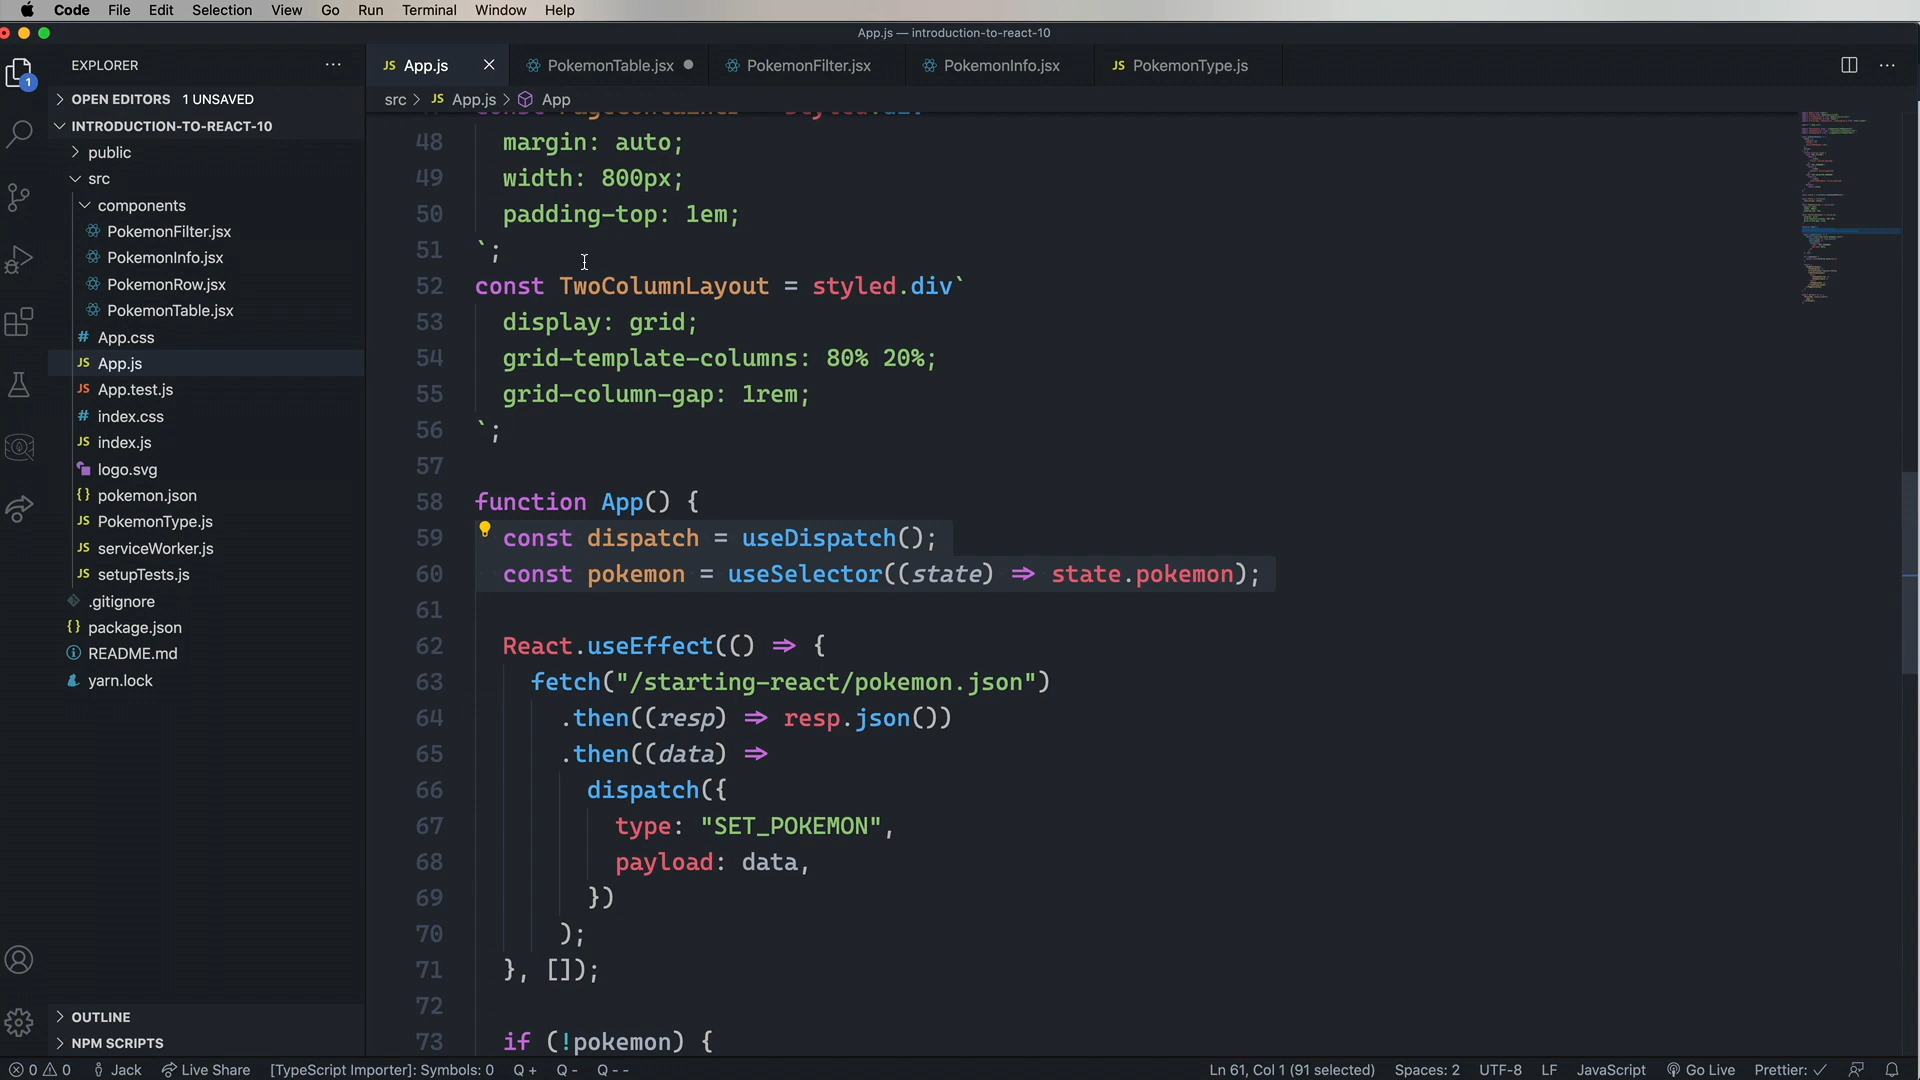 Code File Edit Selection View Go Run Terminal Window Help
App.js — introduction-to-react-10
EXPLORER
JS App.js
PokemonTable.jsx
PokemonFilter.jsx
PokemonInfo.jsx
JS PokemonType.js
1
OPEN EDITORS 1 UNSAVED
src > JS App.js > App
INTRODUCTION-TO-REACT-10
public
src
components
PokemonFilter.jsx
PokemonInfo.jsx
PokemonRow.jsx
PokemonTable.jsx
# App.css
JS App.js
JS App.test.js
# index.css
JS index.js
logo.svg
{} pokemon.json
JS PokemonType.js
JS serviceWorker.js
JS setupTests.js
.gitignore
{} package.json
README.md
yarn.lock
OUTLINE
NPM SCRIPTS
48 margin: auto;
49 width: 800px;
50 padding-top: 1em;
51 `;
52 const TwoColumnLayout = styled.div`
53 display: grid;
54 grid-template-columns: 80% 20%;
55 grid-column-gap: 1rem;
56 `;
57
58 function App() {
59 const dispatch = useDispatch();
60 const pokemon = useSelector((state) => state.pokemon);
61
62 React.useEffect(() => {
63 fetch("/starting-react/pokemon.json")
64 .then((resp) => resp.json())
65 .then((data) =>
66 dispatch({
67 type: "SET_POKEMON",
68 payload: data,
69 })
70 );
71 }, []);
72
73 if (!pokemon) {
0 0 Jack Live Share [TypeScript Importer]: Symbols: 0 Q + Q - Q - - Ln 61, Col 1 (91 selected) Spaces: 2 UTF-8 LF JavaScript Go Live Prettier: ✓